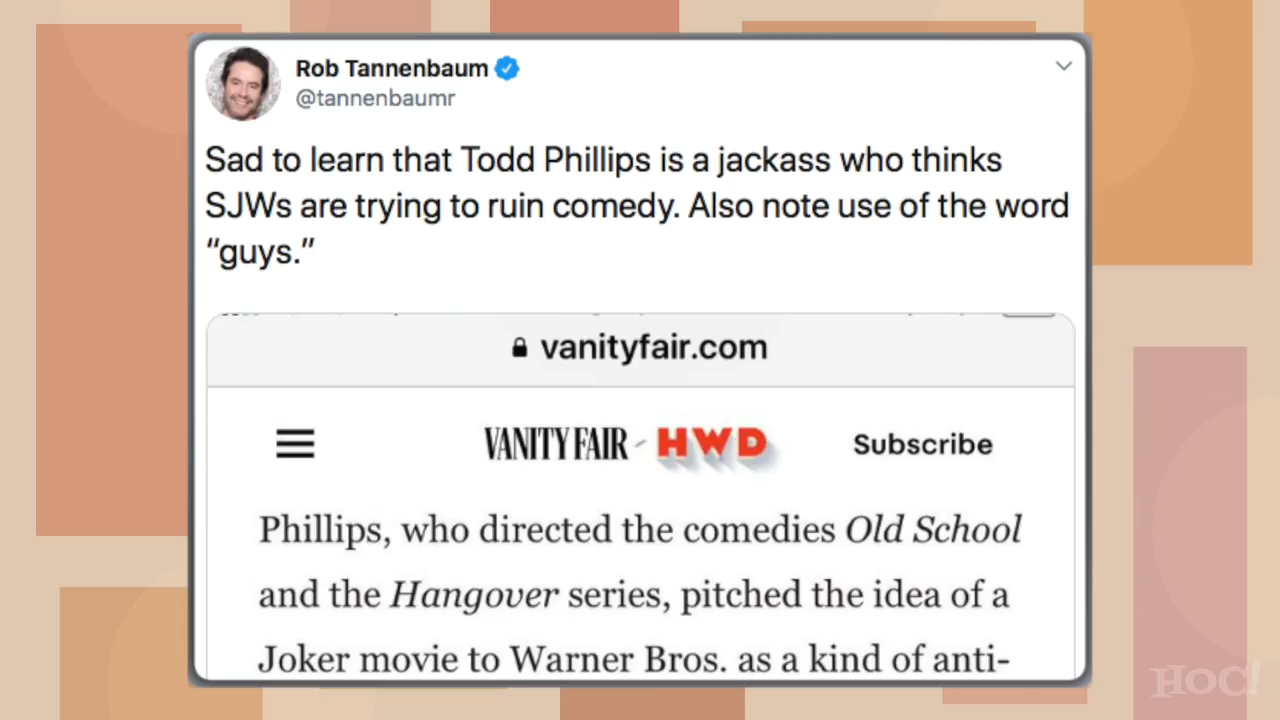 Rob Tannenbaum
@tannenbaumr
Sad to learn that Todd Phillips is a jackass who thinks
SJWs are trying to ruin comedy. Also note use of the word
“guys.”
vanityfair.com
VANITY FAIR - HWD
Subscribe
Phillips, who directed the comedies Old School
and the Hangover series, pitched the idea of a
Joker movie to Warner Bros. as a kind of anti-
HOC!